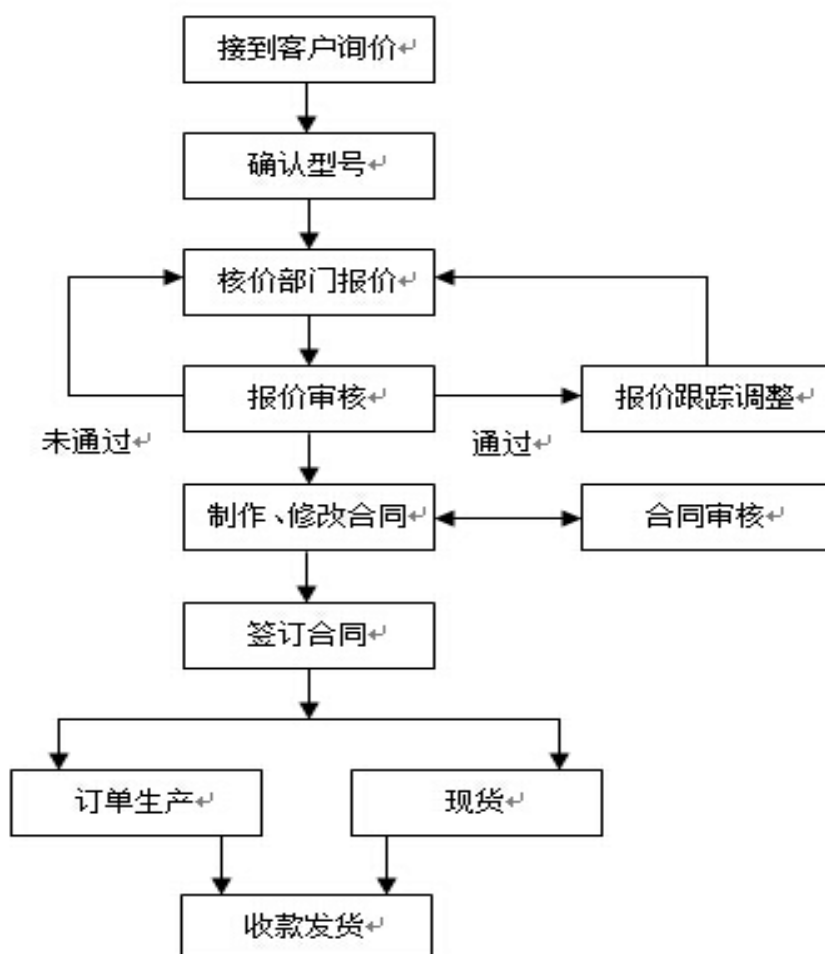 接到客户询价↵
确认型号↵
核价部门报价↵
报价审核↵
报价跟踪调整↵
未通过↵
通过↵
制作、修改合同↵
合同审核↵
签订合同↵
订单生产↵
现货↵
收款发货↵